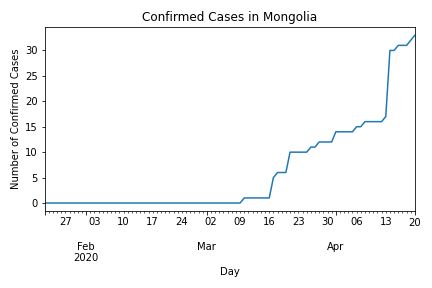 Confirmed Cases in Mongolia
Number of Confirmed Cases
30
25
20
15
10
5
0
27 03 10 17 24 02 09 16 23 30 06 13 20
Feb Mar Apr
2020
Day